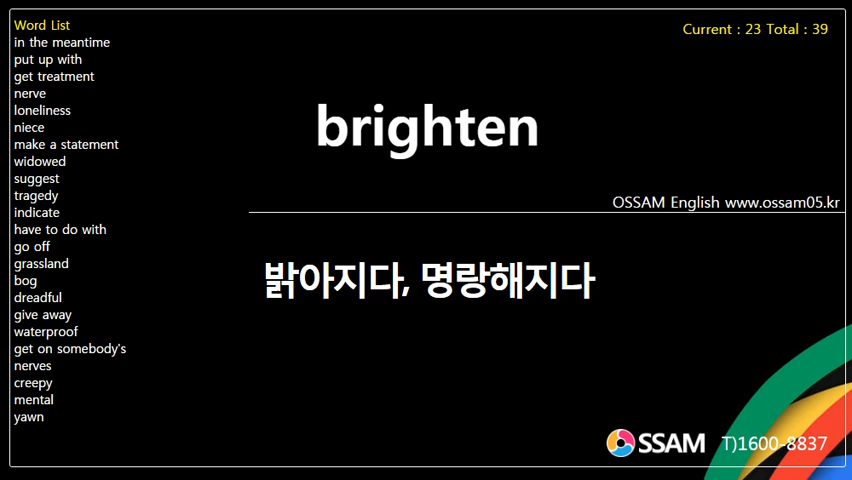 Word List
in the meantime
put up with
get treatment
nerve
loneliness
niece
make a statement
widowed
suggest
tragedy
indicate
have to do with
go off
grassland
bog
dreadful
give away
waterproof
get on somebody's
nerves
creepy
mental
yawn
Current : 23 Total : 39
brighten
OSSAM English www.ossam05.kr
밝아지다, 명랑해지다
OSSAM T)1600-8837